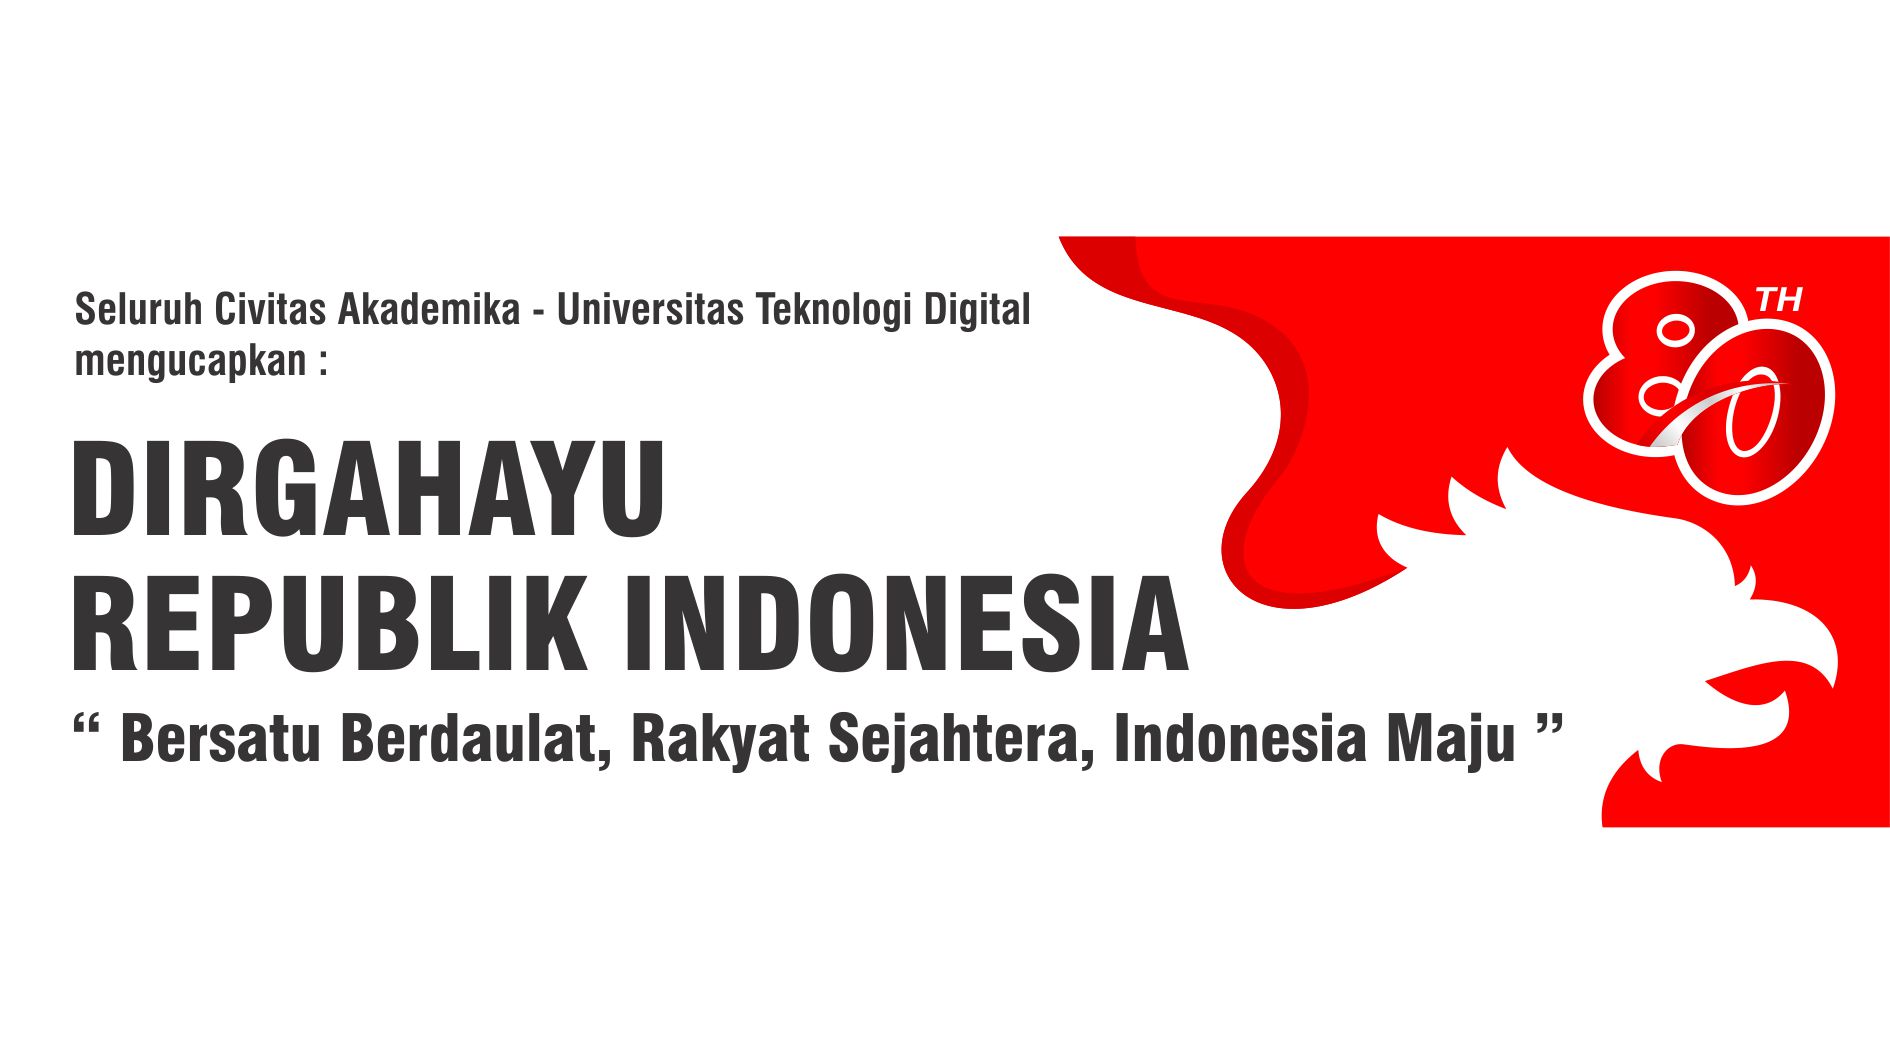 Seluruh Civitas Akademika - Universitas Teknologi Digital
mengucapkan :
DIRGAHAYU
REPUBLIK INDONESIA
“ Bersatu Berdaulat, Rakyat Sejahtera, Indonesia Maju ”
80 TH